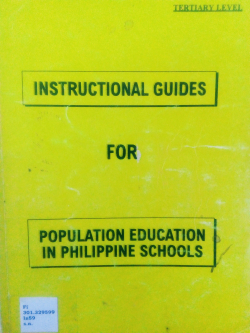 TERTIARY LEVEL
INSTRUCTIONAL GUIDES
FOR
POPULATION EDUCATION
IN PHILIPPINE SCHOOLS